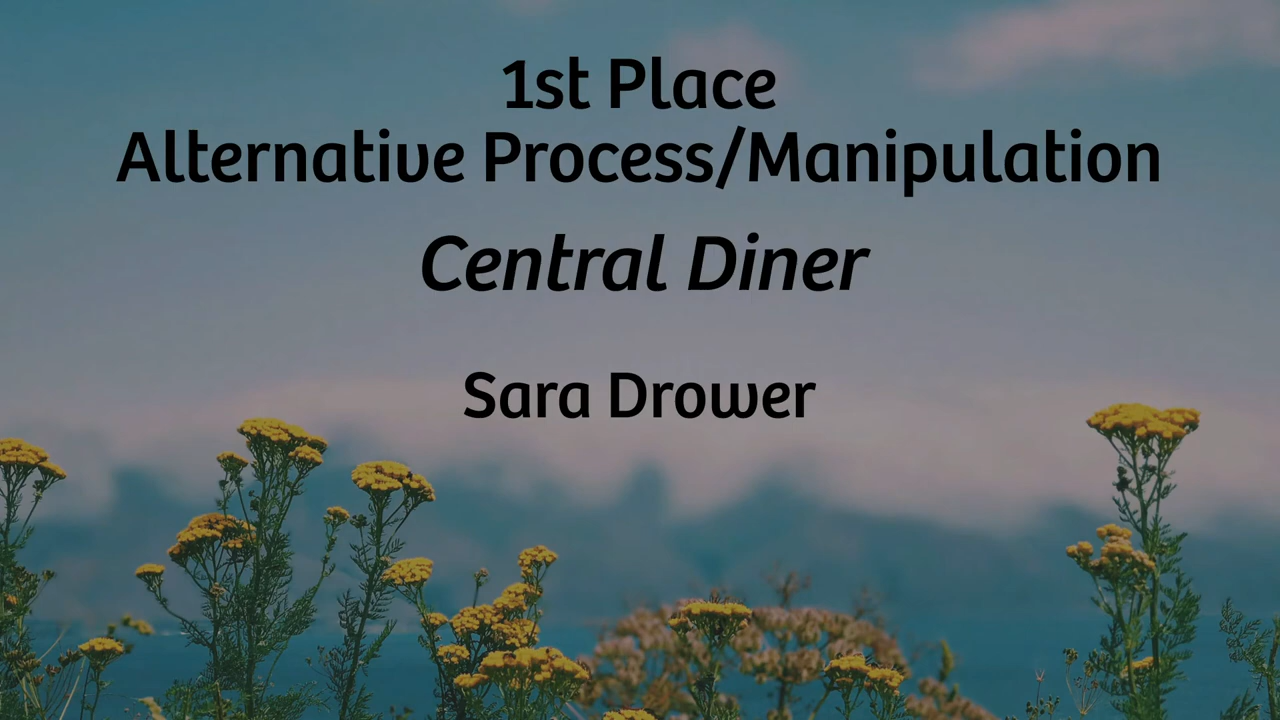 1st Place
Alternative Process/Manipulation
Central Diner
Sara Drower